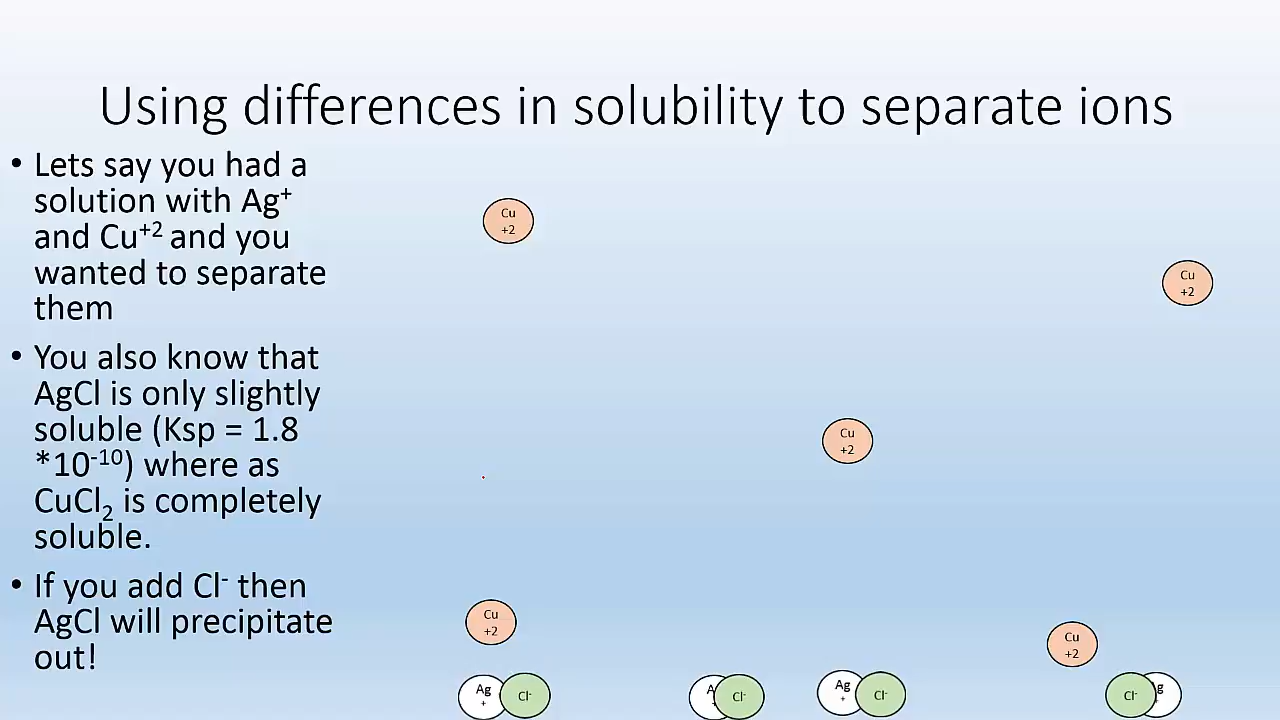 Using differences in solubility to separate ions
• Lets say you had a
solution with Ag⁺
and Cu⁺² and you
wanted to separate
them
• You also know that
AgCl is only slightly
soluble (Ksp = 1.8
*10⁻¹⁰) where as
CuCl₂ is completely
soluble.
• If you add Cl⁻ then
AgCl will precipitate
out!
Cu
+2
Cu
+2
Cu
+2
Cu
+2
Cu
+2
Ag
+
Cl⁻
Cl⁻
Ag
+
Cl⁻
Cl⁻